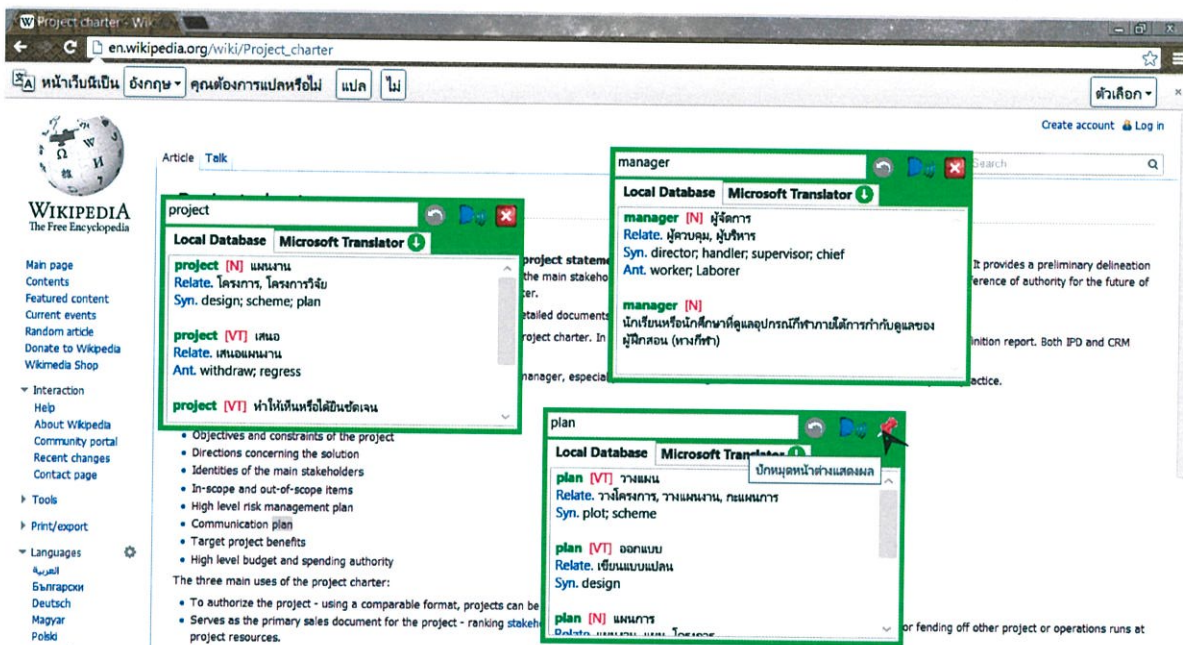 Project charter - Wik
en.wikipedia.org/wiki/Project_charter
หน้าเว็บนี้เป็น อังกฤษ คุณต้องการแปลหรือไม่ แปล ไม่ ตัวเลือก
Create account Log in
Article Talk
Search
WIKIPEDIA
The Free Encyclopedia
Main page
Contents
Featured content
Current events
Random article
Donate to Wikipedia
Wikimedia Shop
Interaction
Help
About Wikipedia
Community portal
Recent changes
Contact page
Tools
Print/export
Languages
العربية
Български
Deutsch
Magyar
Polski
project
Local Database Microsoft Translator
project [N] แผนงาน
Relate. โครงการ, โครงการวิจัย
Syn. design; scheme; plan
project [VT] เสนอ
Relate. เสนอแผนงาน
Ant. withdraw; regress
project [VT] ทำให้เห็นหรือได้ยินชัดเจน
manager
Local Database Microsoft Translator
manager [N] ผู้จัดการ
Relate. ผู้ควบคุม, ผู้บริหาร
Syn. director; handler; supervisor; chief
Ant. worker; Laborer
manager [N]
นักเรียนหรือนักศึกษาที่ดูแลอุปกรณ์กีฬาภายใต้การกำกับดูแลของ
ผู้ฝึกสอน (ทางกีฬา)
project stateme
It provides a preliminary delineation
the main stakeho
erence of authority for the future of
ter.
etailed documents
roject charter. In
inition report. Both IPD and CRM
manager, especial
actice.
• Objectives and constraints of the project
• Directions concerning the solution
• Identities of the main stakeholders
• In-scope and out-of-scope items
• High level risk management plan
• Communication plan
• Target project benefits
• High level budget and spending authority
The three main uses of the project charter:
• To authorize the project - using a comparable format, projects can be
• Serves as the primary sales document for the project - ranking stakeh
or fending off other project or operations runs at
project resources.
plan
Local Database Microsoft Translator
ปักหมุดหน้าต่างแสดงผล
plan [VT] วางแผน
Relate. วางโครงการ, วางแผนงาน, กะแผนการ
Syn. plot; scheme
plan [VT] ออกแบบ
Relate. เขียนแบบแปลน
Syn. design
plan [N] แผนการ
Relate. แผนงาน, แผน, โครงการ